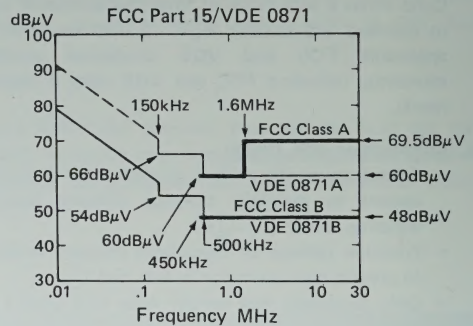 FCC Part 15/VDE 0871
dBμV
100
90
80
70
60
50
40
30
150kHz
1.6MHz
FCC Class A
69.5dBμV
66dBμV
60dBμV
VDE 0871A
54dBμV
FCC Class B
48dBμV
60dBμV
VDE 0871B
450kHz
500kHz
.01
0.1
1.0
10
30
Frequency MHz